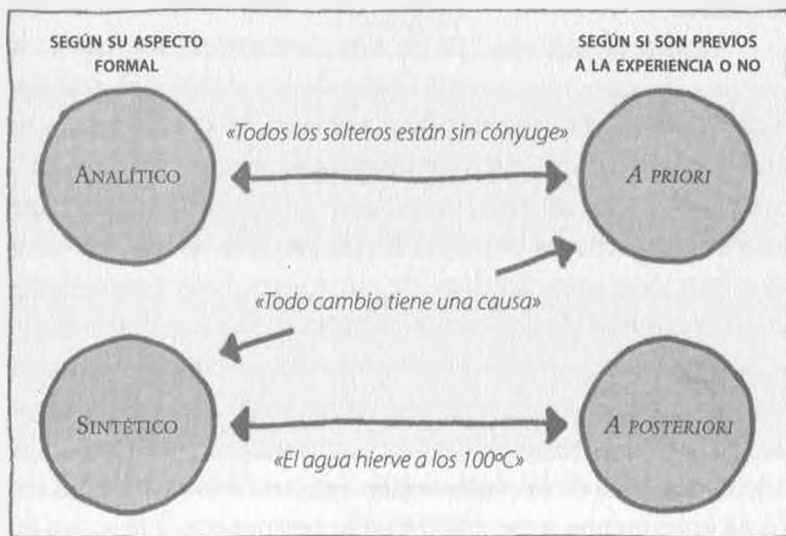 SEGÚN SU ASPECTO
FORMAL
SEGÚN SI SON PREVIOS
A LA EXPERIENCIA O NO
«Todos los solteros están sin cónyuge»
ANALÍTICO
A PRIORI
«Todo cambio tiene una causa»
SINTÉTICO
A POSTERIORI
«El agua hierve a los 100ºC»